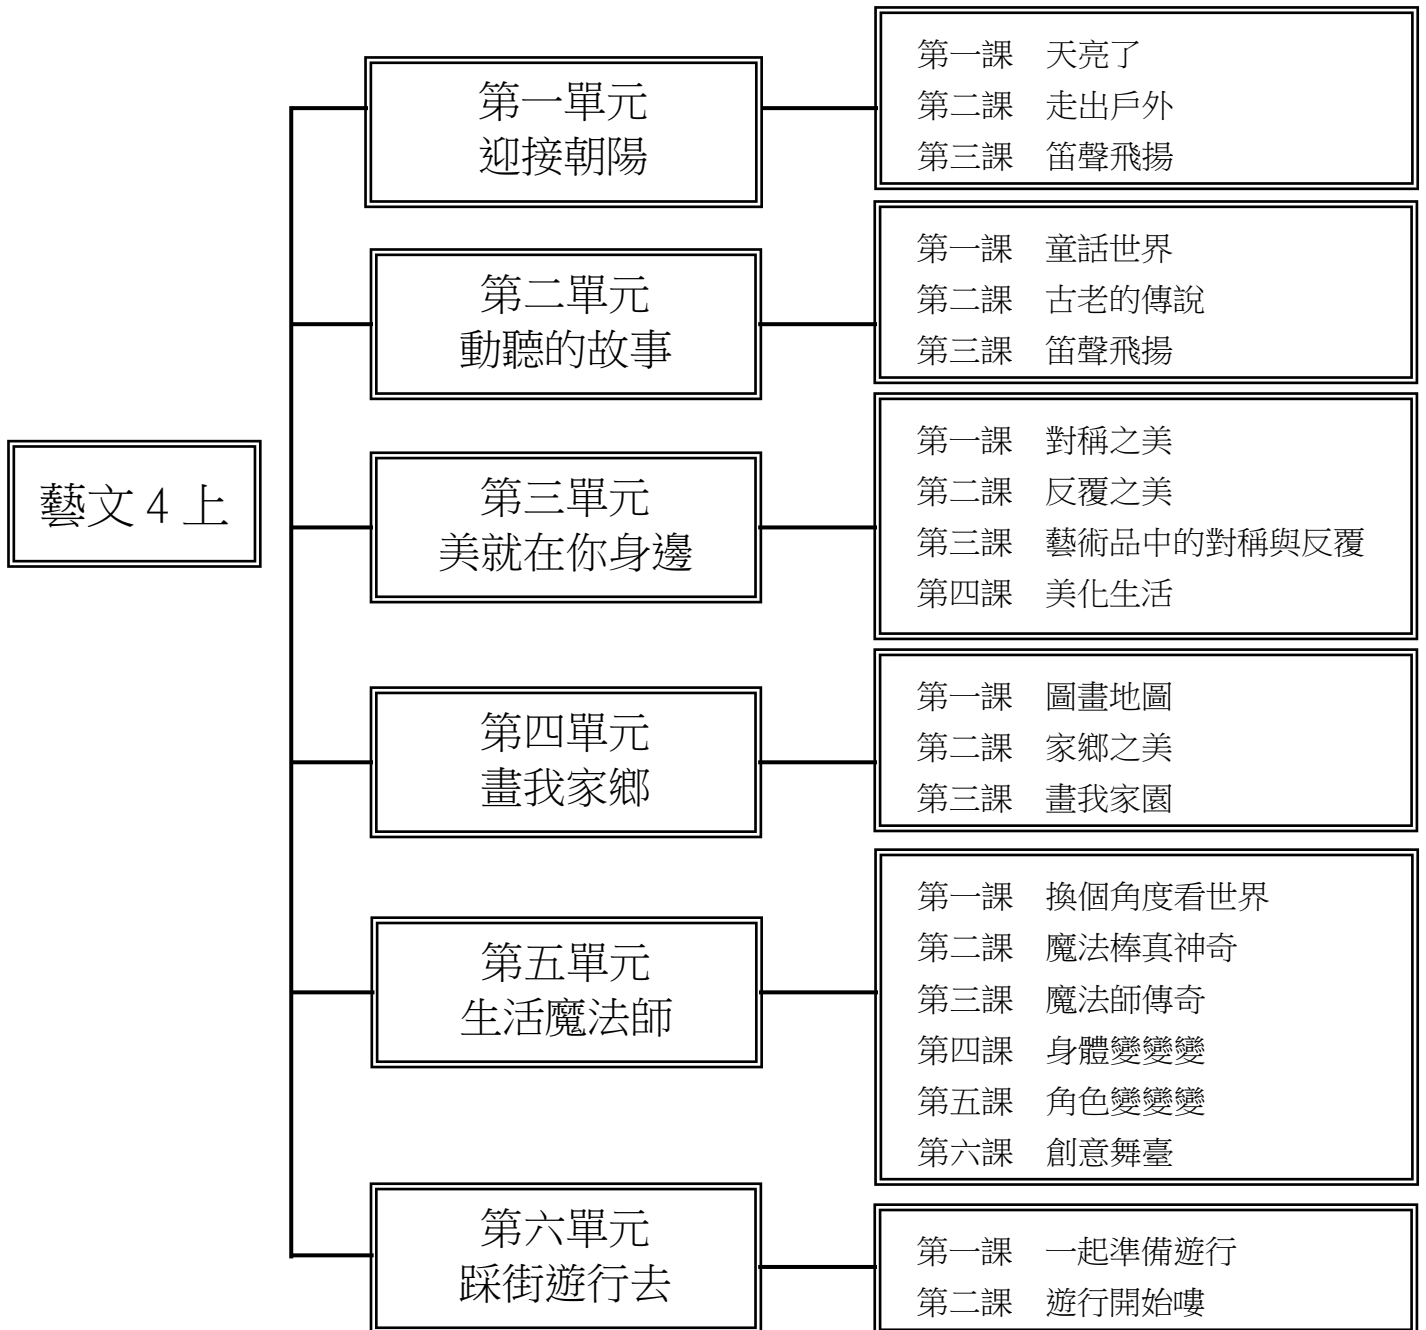 藝文 4 上
第一單元
迎接朝陽
第一課　天亮了
第二課　走出戶外
第三課　笛聲飛揚
第二單元
動聽的故事
第一課　童話世界
第二課　古老的傳說
第三課　笛聲飛揚
第三單元
美就在你身邊
第一課　對稱之美
第二課　反覆之美
第三課　藝術品中的對稱與反覆
第四課　美化生活
第四單元
畫我家鄉
第一課　圖畫地圖
第二課　家鄉之美
第三課　畫我家園
第五單元
生活魔法師
第一課　換個角度看世界
第二課　魔法棒真神奇
第三課　魔法師傳奇
第四課　身體變變變
第五課　角色變變變
第六課　創意舞臺
第六單元
踩街遊行去
第一課　一起準備遊行
第二課　遊行開始嘍